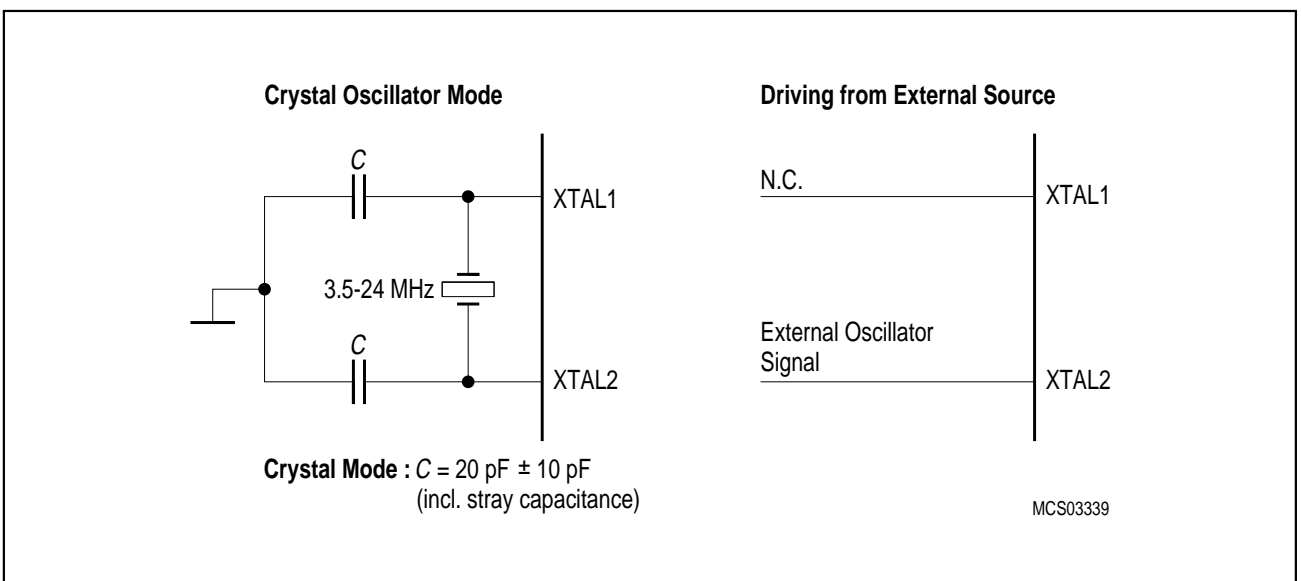 Crystal Oscillator Mode
C
XTAL1
3.5-24 MHz
C
XTAL2
Crystal Mode : C = 20 pF ± 10 pF
(incl. stray capacitance)
Driving from External Source
N.C.
XTAL1
External Oscillator
Signal
XTAL2
MCS03339